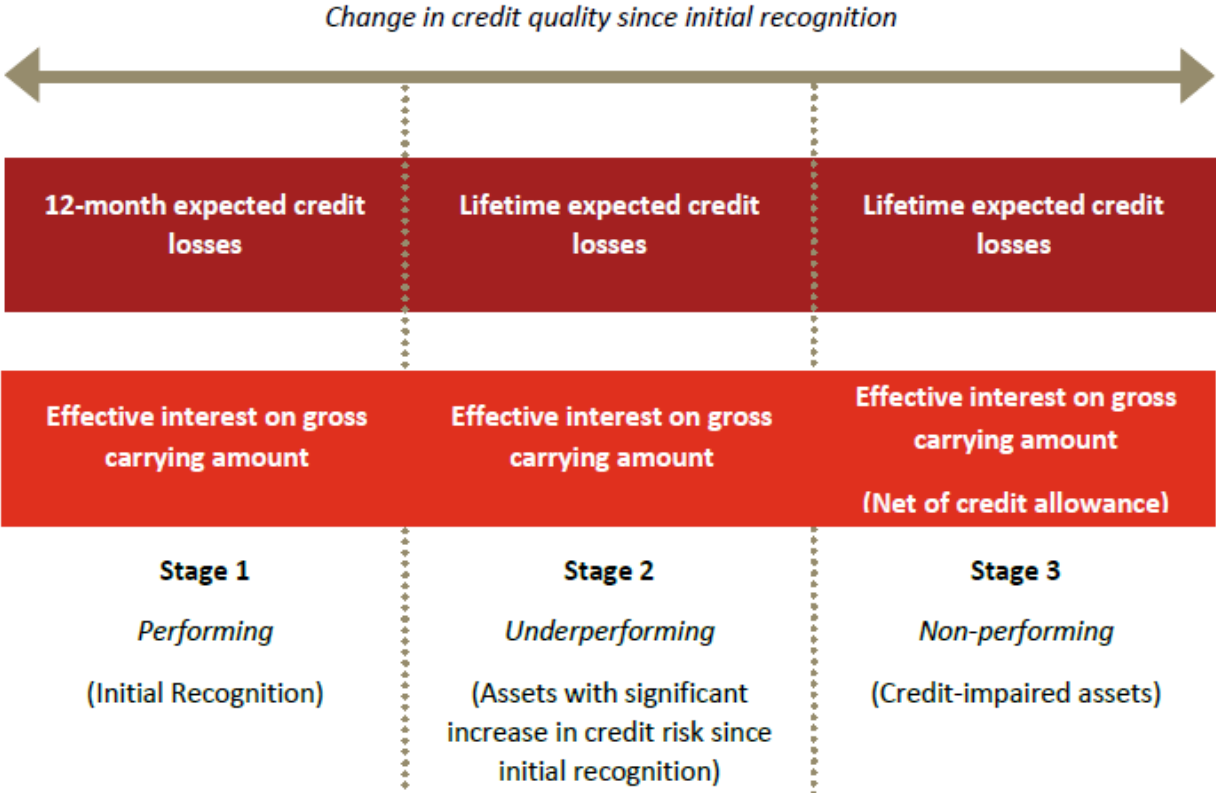 Change in credit quality since initial recognition
12-month expected credit
losses
Lifetime expected credit
losses
Lifetime expected credit
losses
Effective interest on gross
carrying amount
Effective interest on gross
carrying amount
Effective interest on gross
carrying amount
(Net of credit allowance)
Stage 1
Performing
(Initial Recognition)
Stage 2
Underperforming
(Assets with significant
increase in credit risk since
initial recognition)
Stage 3
Non-performing
(Credit-impaired assets)